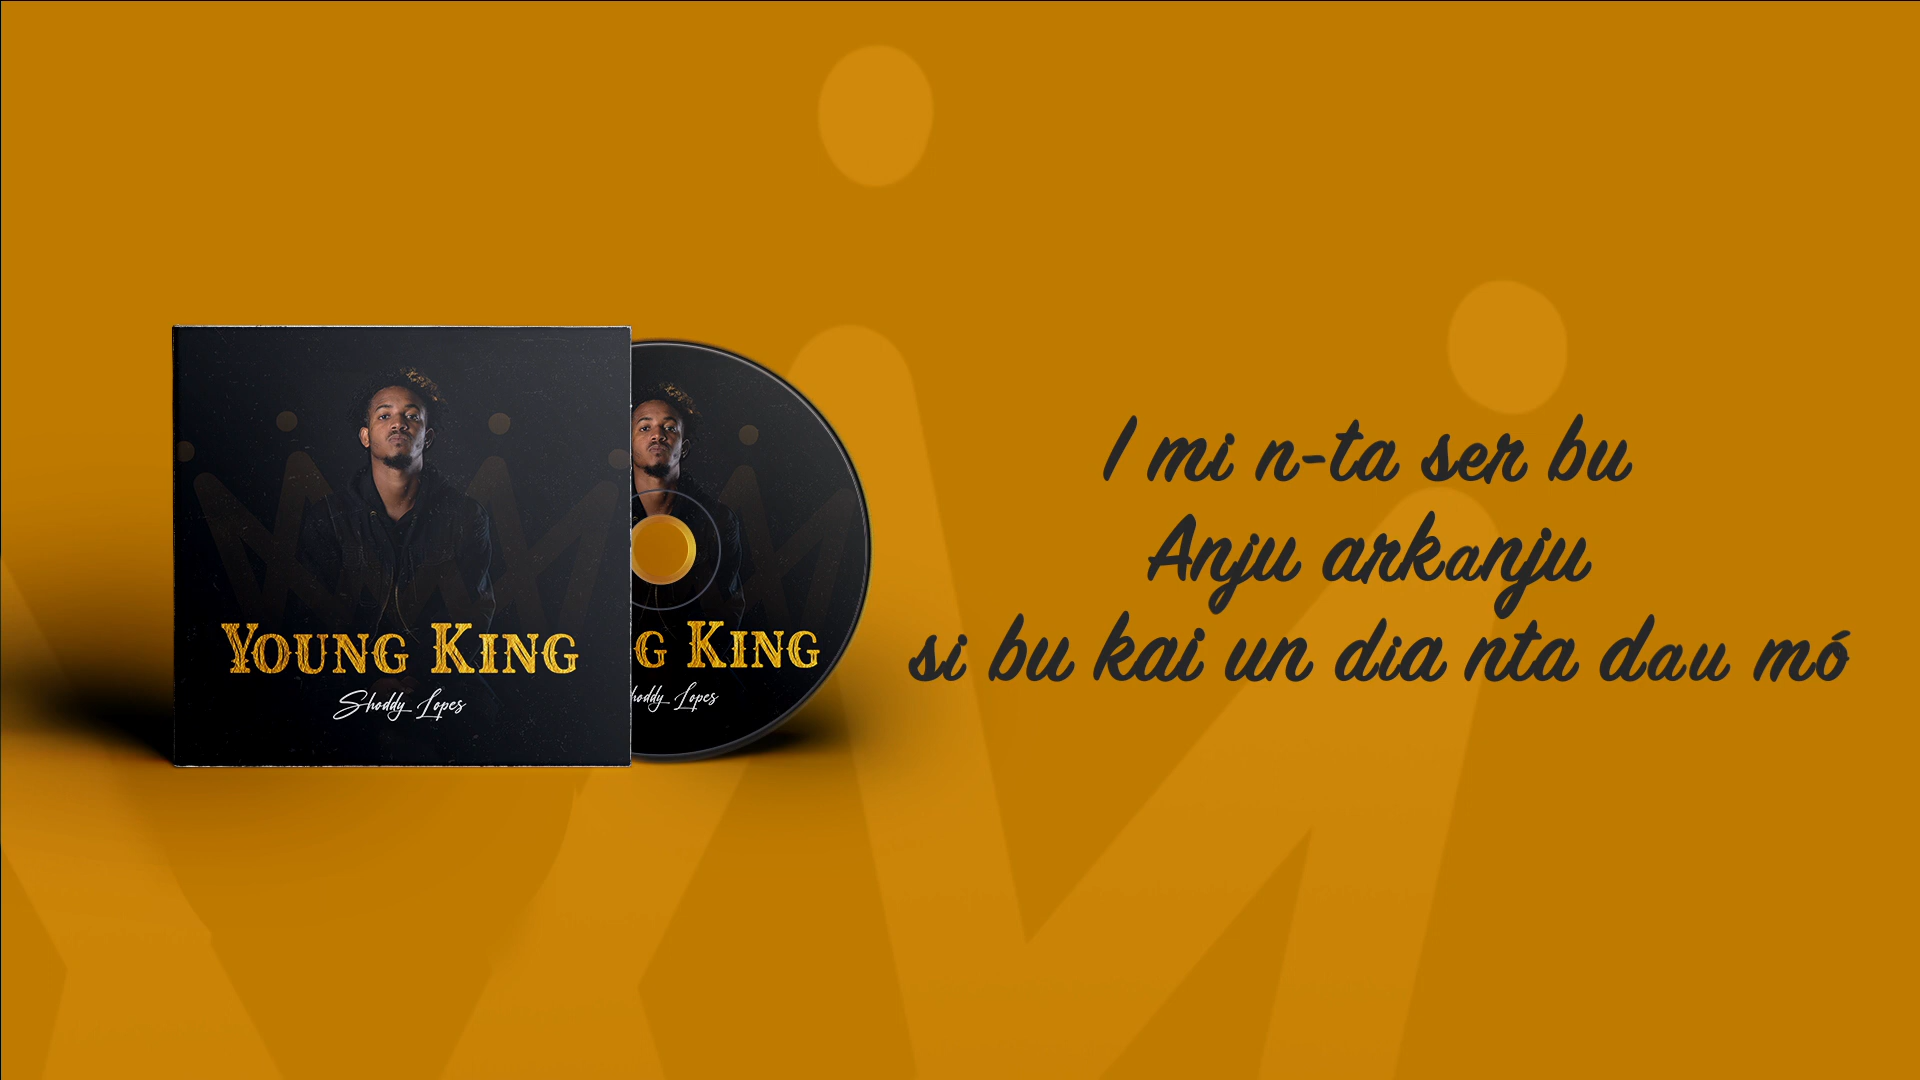 Young King
Shoddy Lopes
g King
hoddy Lopes
I mi n-ta ser bu
Anju arkanju
si bu kai un dia nta dau mó